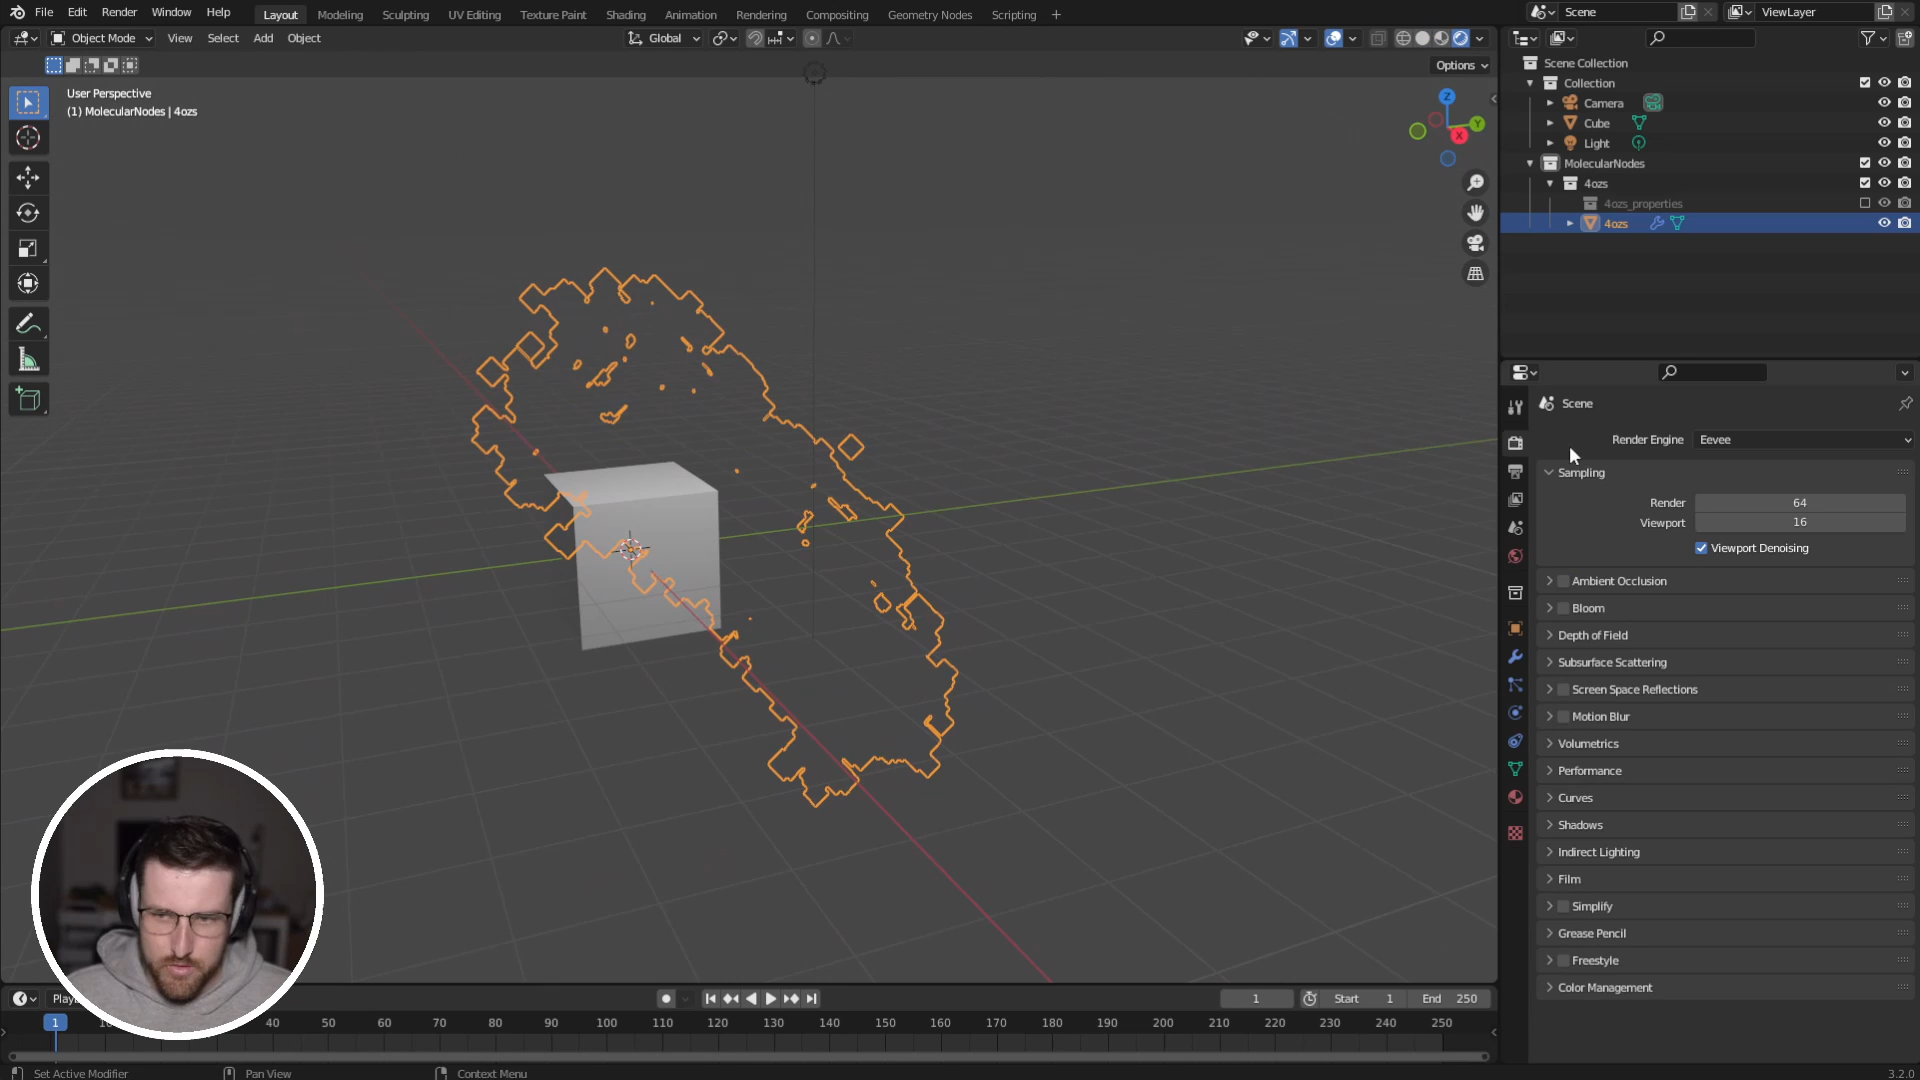 File Edit Render Window Help
Layout Modeling Sculpting UV Editing Texture Paint Shading Animation Rendering Compositing Geometry Nodes Scripting
Scene
ViewLayer
Object Mode View Select Add Object
Global
Options
User Perspective
(1) MolecularNodes | 4ozs
Z
Y
X
Scene Collection
Collection
Camera
Cube
Light
MolecularNodes
4ozs
4ozs_properties
4ozs
Scene
Render Engine Eevee
Sampling
Render 64
Viewport 16
Viewport Denoising
Ambient Occlusion
Bloom
Depth of Field
Subsurface Scattering
Screen Space Reflections
Motion Blur
Volumetrics
Performance
Curves
Shadows
Indirect Lighting
Film
Simplify
Grease Pencil
Freestyle
Color Management
1 Start 1 End 250
1 40 50 60 70 80 90 100 110 120 130 140 150 160 170 180 190 200 210 220 230 240 250
Set Active Modifier Pan View Context Menu 3.2.0